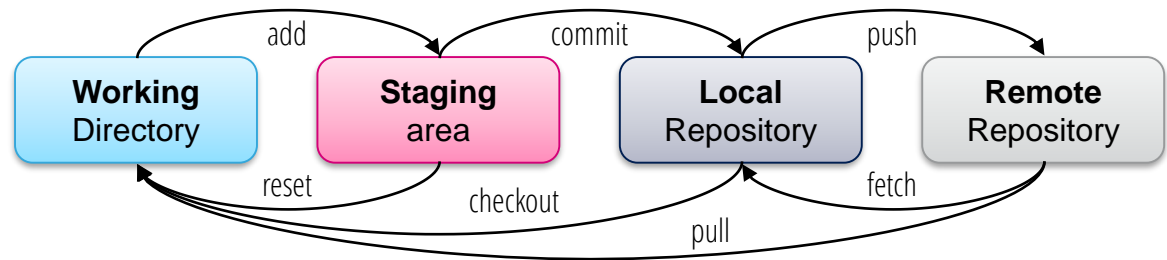 add
commit
push
Working
Directory
Staging
area
Local
Repository
Remote
Repository
reset
checkout
fetch
pull